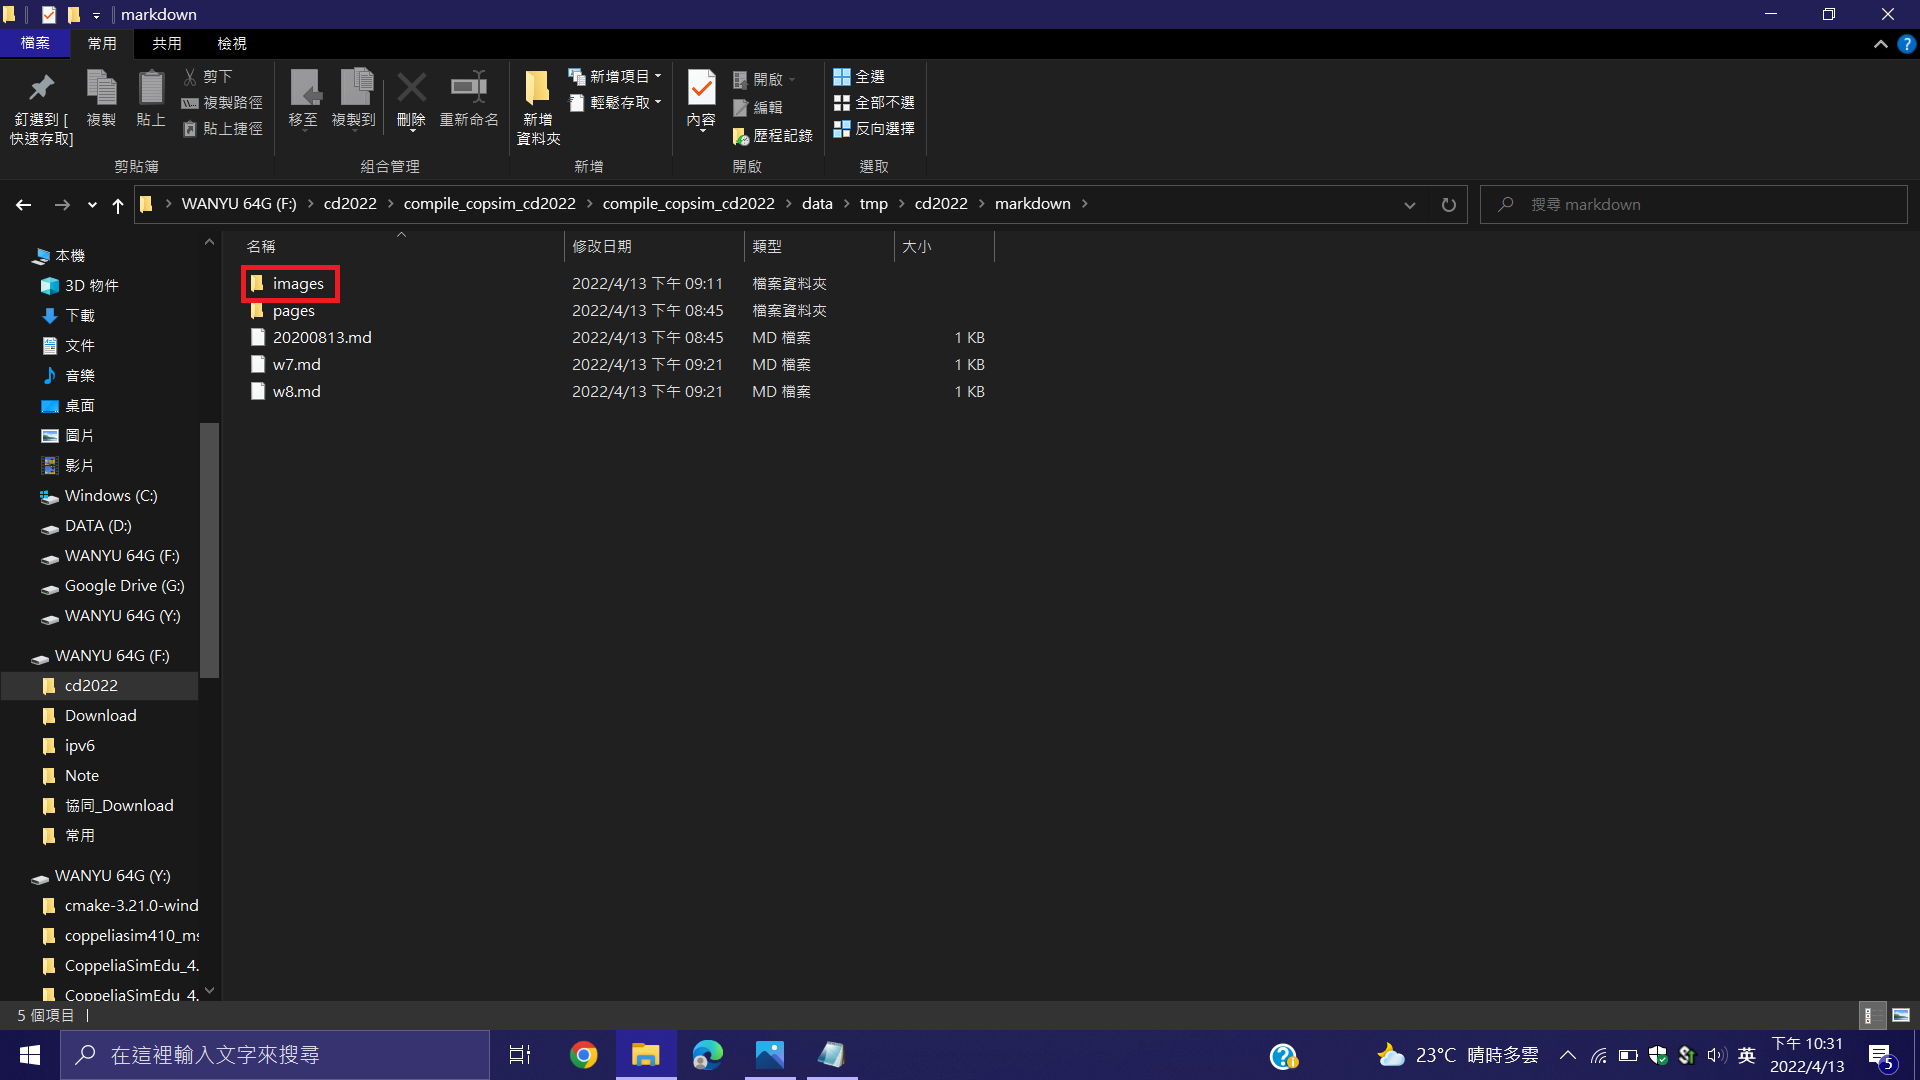 markdown
檔案
常用
共用
檢視
釘選到 [
快速存取]
複製
貼上
剪下
複製路徑
貼上捷徑
移至
複製到
刪除
重新命名
新增
資料夾
新增項目
輕鬆存取
內容
開啟
編輯
歷程記錄
全選
全部不選
反向選擇
剪貼簿
組合管理
新增
開啟
選取
WANYU 64G (F:) > cd2022 > compile_copsim_cd2022 > compile_copsim_cd2022 > data > tmp > cd2022 > markdown >
搜尋 markdown
名稱 修改日期 類型 大小
images 2022/4/13 下午 09:11 檔案資料夾
pages 2022/4/13 下午 08:45 檔案資料夾
20200813.md 2022/4/13 下午 08:45 MD 檔案 1 KB
w7.md 2022/4/13 下午 09:21 MD 檔案 1 KB
w8.md 2022/4/13 下午 09:21 MD 檔案 1 KB
本機
3D 物件
下載
文件
音樂
桌面
圖片
影片
Windows (C:)
DATA (D:)
WANYU 64G (F:)
Google Drive (G:)
WANYU 64G (Y:)
WANYU 64G (F:)
cd2022
Download
ipv6
Note
協同_Download
常用
WANYU 64G (Y:)
cmake-3.21.0-wind
coppeliasim410_ms
CoppeliaSimEdu_4.
CoppeliaSimEdu_4.
5 個項目
在這裡輸入文字來搜尋
23°C 晴時多雲
英
下午 10:31
2022/4/13
5